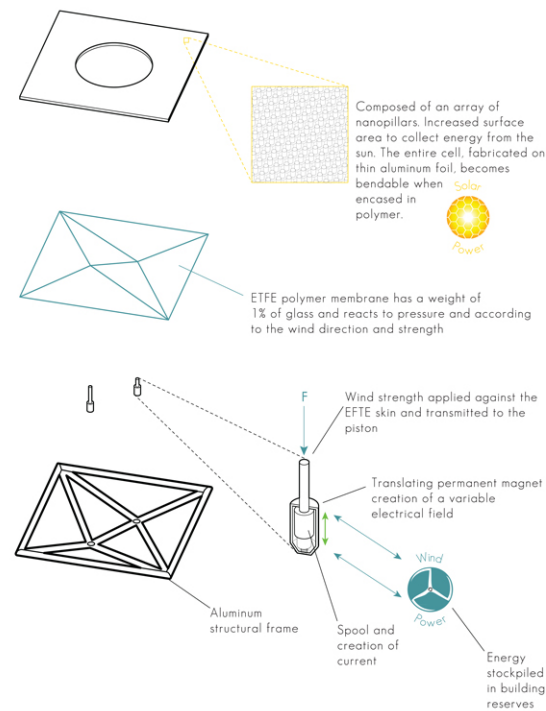 Composed of an array of
nanopillars. Increased surface
area to collect energy from the
sun. The entire cell, fabricated on
thin aluminum foil, becomes
bendable when
encased in
polymer.
Solar
Power
ETFE polymer membrane has a weight of
1% of glass and reacts to pressure and according
to the wind direction and strength
F
Wind strength applied against the
EFTE skin and transmitted to the
piston
Translating permanent magnet
creation of a variable
electrical field
Wind
Power
Aluminum
structural frame
Spool and
creation of
current
Energy
stockpiled
in building
reserves